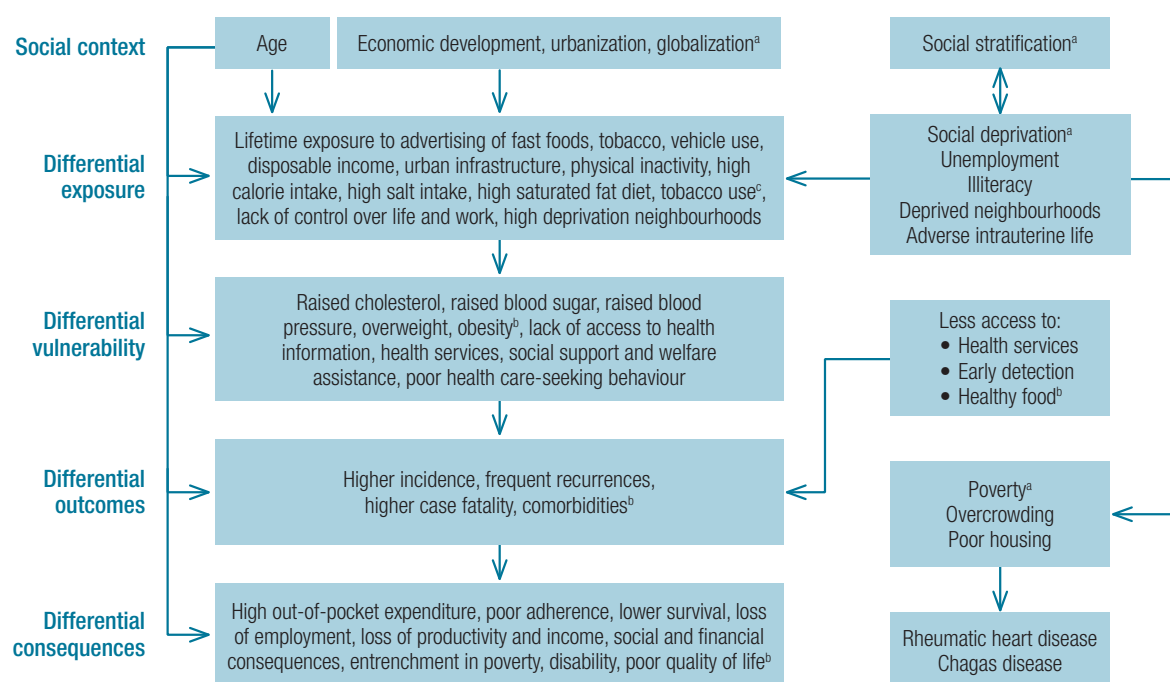 Social context
Age
Economic development, urbanization, globalizationᵃ
Social stratificationᵃ
Differential
exposure
Lifetime exposure to advertising of fast foods, tobacco, vehicle use,
disposable income, urban infrastructure, physical inactivity, high
calorie intake, high salt intake, high saturated fat diet, tobacco useᶜ,
lack of control over life and work, high deprivation neighbourhoods
Social deprivationᵃ
Unemployment
Illiteracy
Deprived neighbourhoods
Adverse intrauterine life
Differential
vulnerability
Raised cholesterol, raised blood sugar, raised blood
pressure, overweight, obesityᵇ, lack of access to health
information, health services, social support and welfare
assistance, poor health care-seeking behaviour
Less access to:
• Health services
• Early detection
• Healthy foodᵇ
Differential
outcomes
Higher incidence, frequent recurrences,
higher case fatality, comorbiditiesᵇ
Povertyᵃ
Overcrowding
Poor housing
Differential
consequences
High out-of-pocket expenditure, poor adherence, lower survival, loss
of employment, loss of productivity and income, social and financial
consequences, entrenchment in poverty, disability, poor quality of lifeᵇ
Rheumatic heart disease
Chagas disease